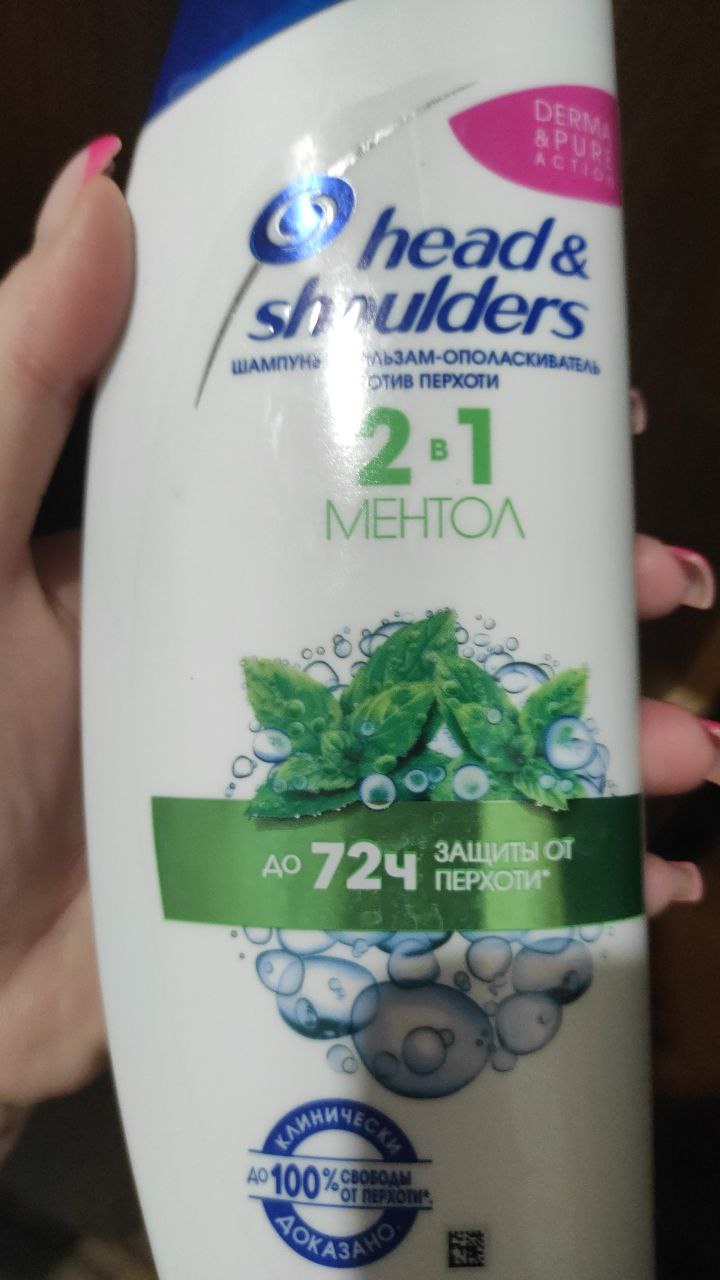 DERMA
&PURE
ACTION
head&
shoulders
ШАМПУНЬ БАЛЬЗАМ-ОПОЛАСКИВАТЕЛЬ
ПРОТИВ ПЕРХОТИ
2 в 1
МЕНТОЛ
ДО 72ч ЗАЩИТЫ ОТ
ПЕРХОТИ*
КЛИНИЧЕСКИ
ДО 100% СВОБОДЫ
ОТ ПЕРХОТИ*.
ДОКАЗАНО.